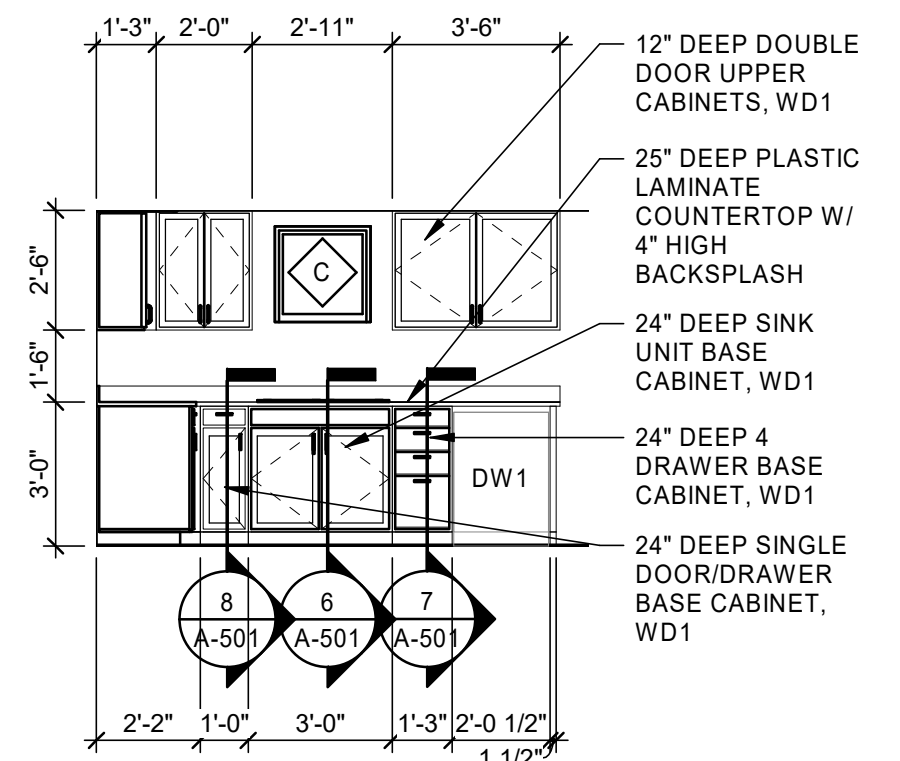 1'-3"
2'-0"
2'-11"
3'-6"
12" DEEP DOUBLE
DOOR UPPER
CABINETS, WD1
25" DEEP PLASTIC
LAMINATE
COUNTERTOP W/
4" HIGH
BACKSPLASH
24" DEEP SINK
UNIT BASE
CABINET, WD1
24" DEEP 4
DRAWER BASE
CABINET, WD1
24" DEEP SINGLE
DOOR/DRAWER
BASE CABINET,
WD1
2'-6"
1'-6"
3'-0"
C
DW1
8
A-501
6
A-501
7
A-501
2'-2"
1'-0"
3'-0"
1'-3"
2'-0 1/2"
1 1/2"